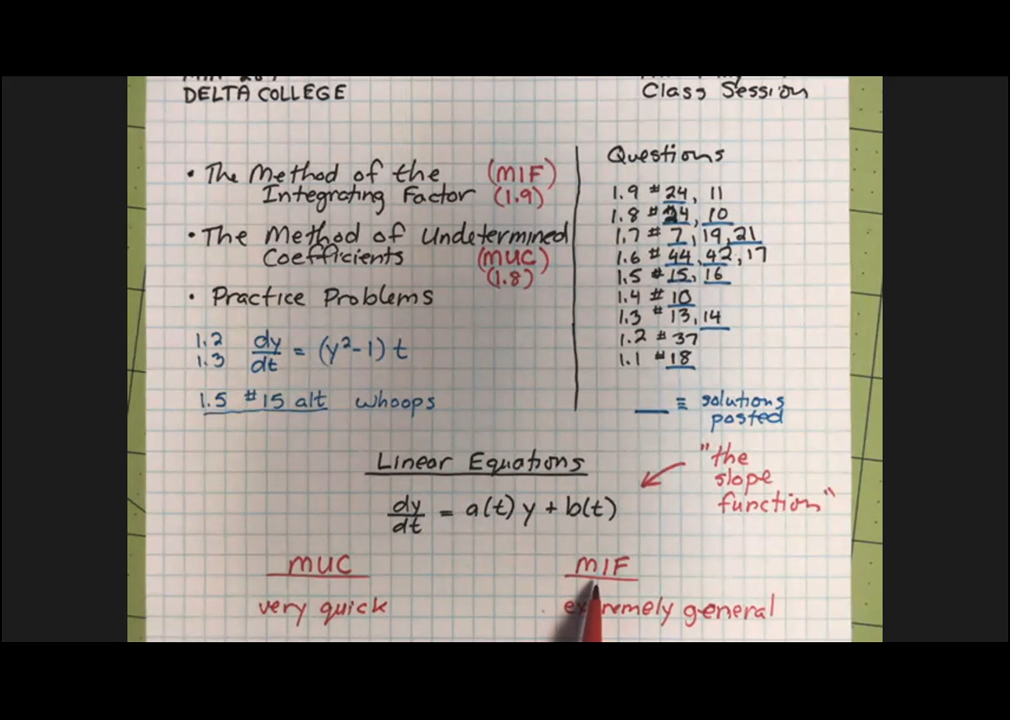 DELTA COLLEGE
Class Session
• The Method of the (MIF)
Integrating Factor (1.9)
• The Method of Undetermined
Coefficients (MUC)
(1.8)
• Practice Problems
1.2
1.3 dy/dt = (y²-1)t
1.5 #15 alt whoops
Questions
1.9 #24, 11
1.8 #24, 10
1.7 #7, 19, 21
1.6 #44, 42, 17
1.5 #15, 16
1.4 #10
1.3 #13, 14
1.2 #37
1.1 #18
__ ≡ solutions
posted
Linear Equations
dy/dt = a(t)y + b(t)
"the
slope
function"
MUC
very quick
MIF
extremely general